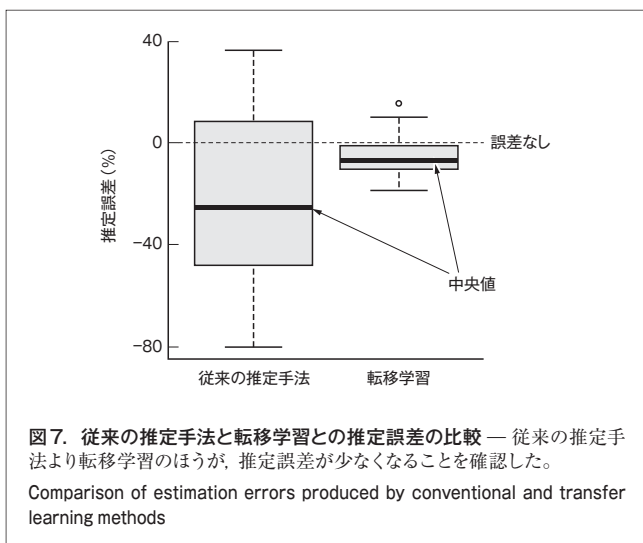 40
0
−40
−80
推定誤差（%）
誤差なし
中央値
従来の推定手法
転移学習
図7. 従来の推定手法と転移学習との推定誤差の比較 — 従来の推定手
法より転移学習のほうが，推定誤差が少なくなることを確認した。
Comparison of estimation errors produced by conventional and transfer
learning methods